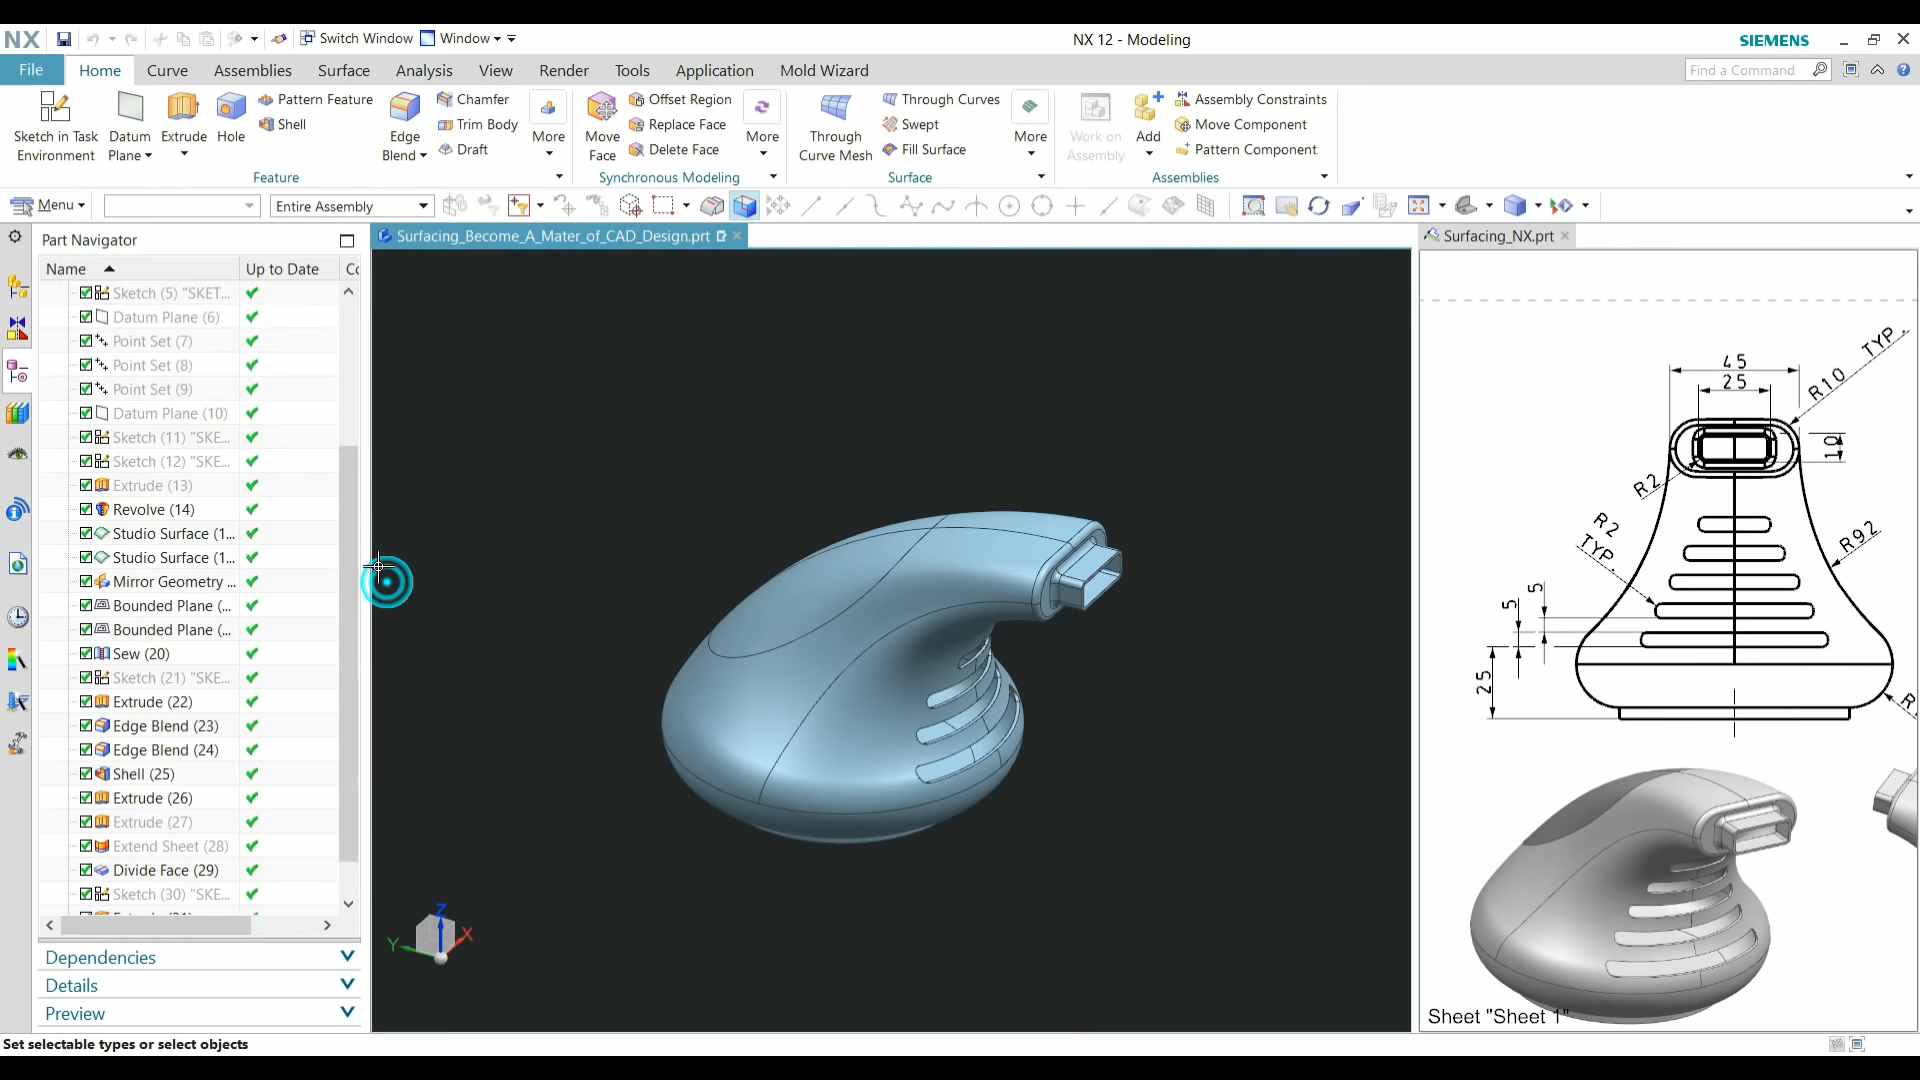 NX
Switch Window
Window
NX 12 - Modeling
SIEMENS
File
Home
Curve
Assemblies
Surface
Analysis
View
Render
Tools
Application
Mold Wizard
Find a Command
Sketch in Task
Environment
Datum
Plane
Extrude
Hole
Pattern Feature
Shell
Edge
Blend
Chamfer
Trim Body
Draft
More
Move
Face
Offset Region
Replace Face
Delete Face
More
Through
Curve Mesh
Through Curves
Swept
Fill Surface
More
Work on
Assembly
Add
Assembly Constraints
Move Component
Pattern Component
Feature
Synchronous Modeling
Surface
Assemblies
Menu
Entire Assembly
Part Navigator
Surfacing_Become_A_Mater_of_CAD_Design.prt
Surfacing_NX.prt
Name
Up to Date
Sketch (5) "SKET...
Datum Plane (6)
Point Set (7)
Point Set (8)
Point Set (9)
Datum Plane (10)
Sketch (11) "SKE...
Sketch (12) "SKE...
Extrude (13)
Revolve (14)
Studio Surface (1...
Studio Surface (1...
Mirror Geometry ...
Bounded Plane (...
Bounded Plane (...
Sew (20)
Sketch (21) "SKE...
Extrude (22)
Edge Blend (23)
Edge Blend (24)
Shell (25)
Extrude (26)
Extrude (27)
Extend Sheet (28)
Divide Face (29)
Sketch (30) "SKE...
Dependencies
Details
Preview
Z
Y
X
45
25
TYP.
R10
10
R2
R2
TYP.
R92
5
5
25
Sheet "Sheet 1"
Set selectable types or select objects